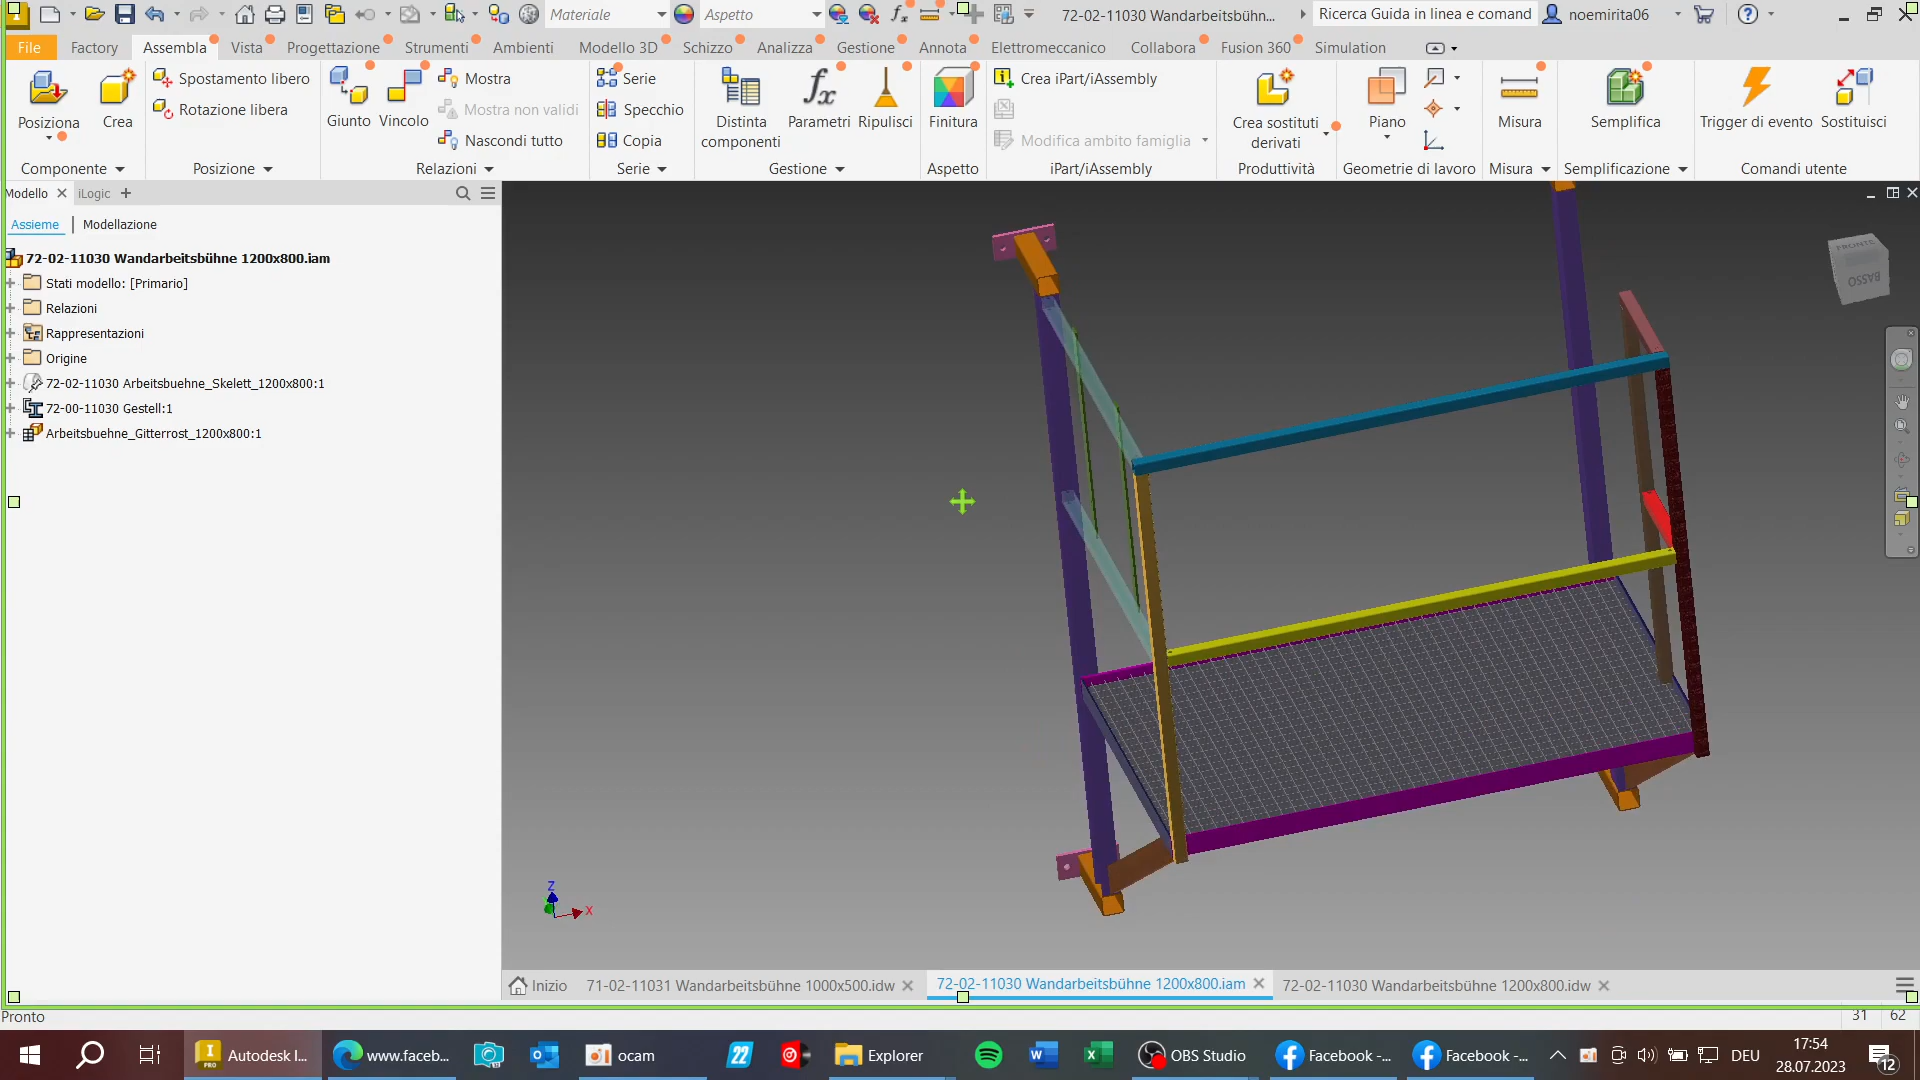 Materiale
Aspetto
72-02-11030 Wandarbeitsbühn...
Ricerca Guida in linea e comand
noemirita06
File
Factory
Assembla
Vista
Progettazione
Strumenti
Ambienti
Modello 3D
Schizzo
Analizza
Gestione
Annota
Elettromeccanico
Collabora
Fusion 360
Simulation
Posiziona
Crea
Spostamento libero
Rotazione libera
Giunto
Vincolo
Mostra
Mostra non validi
Nascondi tutto
Serie
Specchio
Copia
Distinta
componenti
Parametri
Ripulisci
Finitura
Crea iPart/iAssembly
Modifica ambito famiglia
Crea sostituti
derivati
Piano
Misura
Semplifica
Trigger di evento
Sostituisci
Componente
Posizione
Relazioni
Serie
Gestione
Aspetto
iPart/iAssembly
Produttività
Geometrie di lavoro
Misura
Semplificazione
Comandi utente
Modello
iLogic
Assieme
Modellazione
72-02-11030 Wandarbeitsbühne 1200x800.iam
Stati modello: [Primario]
Relazioni
Rappresentazioni
Origine
72-02-11030 Arbeitsbuehne_Skelett_1200x800:1
72-00-11030 Gestell:1
Arbeitsbuehne_Gitterrost_1200x800:1
FRONTE
BASSO
Z
X
Inizio
71-02-11031 Wandarbeitsbühne 1000x500.idw
72-02-11030 Wandarbeitsbühne 1200x800.iam
72-02-11030 Wandarbeitsbühne 1200x800.idw
Pronto
31
62
Autodesk I...
www.faceb...
ocam
22
Explorer
OBS Studio
Facebook -...
Facebook -...
DEU
17:54
28.07.2023
12